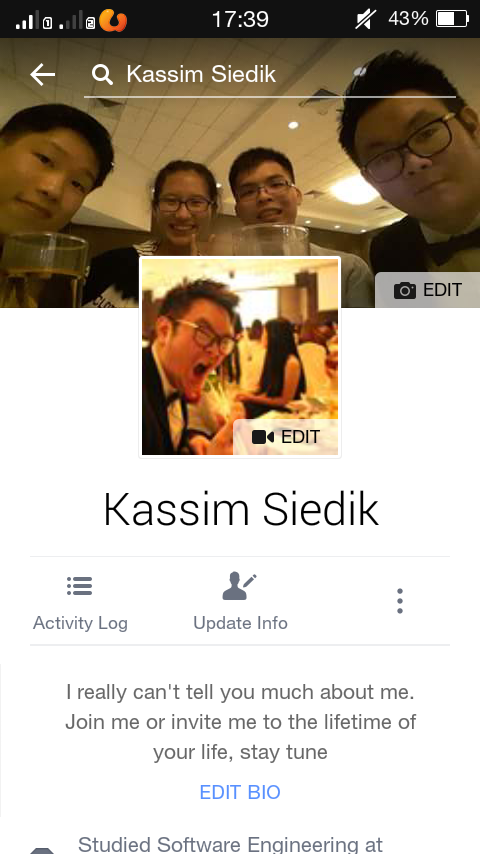 17:39
43%
Kassim Siedik
EDIT
EDIT
Kassim Siedik
Activity Log
Update Info
I really can't tell you much about me.
Join me or invite me to the lifetime of
your life, stay tune
EDIT BIO
Studied Software Engineering at